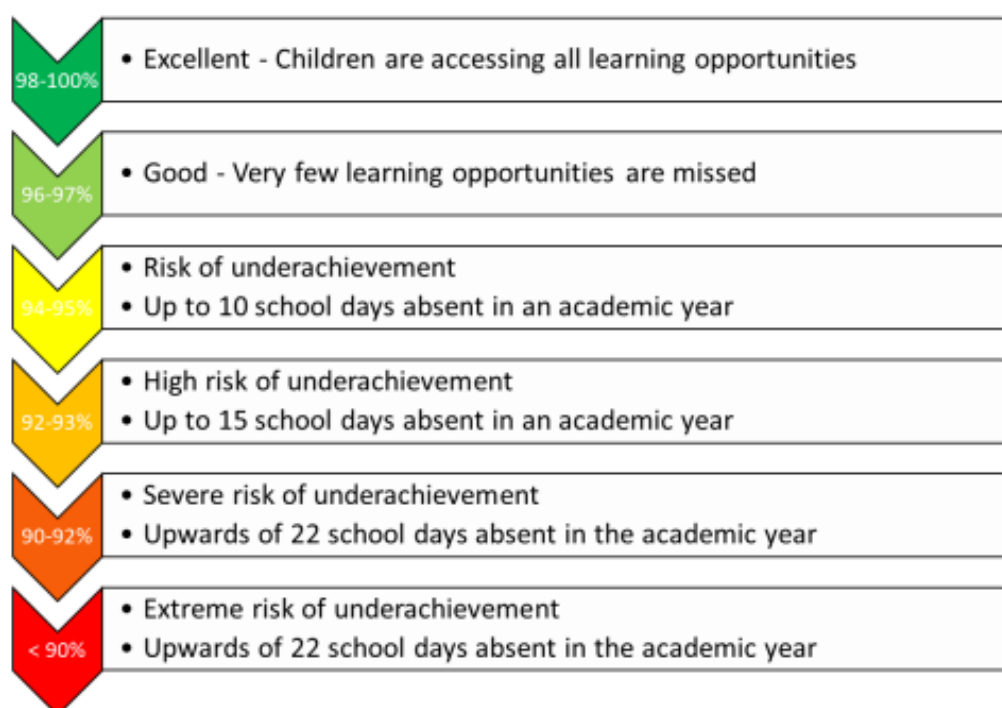 98-100%
• Excellent - Children are accessing all learning opportunities
96-97%
• Good - Very few learning opportunities are missed
94-95%
• Risk of underachievement
• Up to 10 school days absent in an academic year
92-93%
• High risk of underachievement
• Up to 15 school days absent in an academic year
90-92%
• Severe risk of underachievement
• Upwards of 22 school days absent in the academic year
< 90%
• Extreme risk of underachievement
• Upwards of 22 school days absent in the academic year